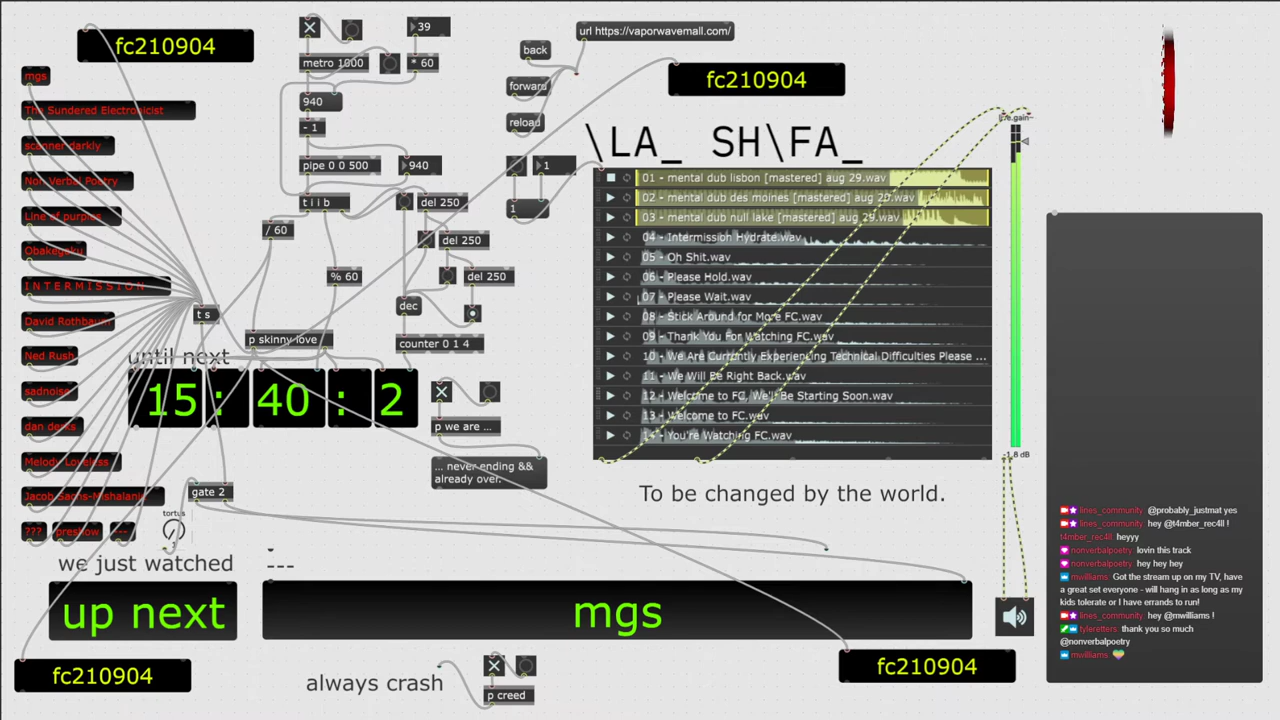 fc210904
mgs
The Sundered Electronicist
scanner darkly
Non Verbal Poetry
Line of purples
Obakegaku
I N T E R M I S S I O N
David Rothbaum
Ned Rush
sadnoise
dan derks
Melody Loveless
Jacob Sachs-Mishalanie
???
preshow
---
39
metro 1000
* 60
940
- 1
pipe 0 0 500
940
t i i b
del 250
/ 60
del 250
% 60
del 250
dec
t s
p skinny love
counter 0 1 4
until next
15
:
40
:
2
p we are ...
... never ending &&
already over.
gate 2
tortus
1
we just watched
---
up next
mgs
fc210904
always crash
p creed
fc210904
url https://vaporwavemall.com/
back
forward
reload
1
1
fc210904
\LA_ SH\FA_
01 - mental dub lisbon [mastered] aug 29.wav
02 - mental dub des moines [mastered] aug 29.wav
03 - mental dub mill lake [mastered] aug 29.wav
04 - Intermission Hydrate.wav
05 - Oh Shit.wav
06 - Please Hold.wav
07 - Please Wait.wav
08 - Stick Around for More FC.wav
09 - Thank You For Watching FC.wav
10 - We Are Currently Experiencing Technical Difficulties Please ...
11 - We Will Be Right Back.wav
12 - Welcome to FC, We'll Be Starting Soon.wav
13 - Welcome to FC.wav
14 - You're Watching FC.wav
To be changed by the world.
live.gain~
-1.8 dB
lines_community: @probably_justmat yes
lines_community: hey @t4mber_rec4ll !
t4mber_rec4ll: heyyy
nonverbalpoetry: lovin this track
nonverbalpoetry: hey hey hey
mwilliams: Got the stream up on my TV, have
a great set everyone - will hang in as long as my
kids tolerate or I have errands to run!
lines_community: hey @mwilliams !
tyleretters: thank you so much
@nonverbalpoetry
mwilliams: